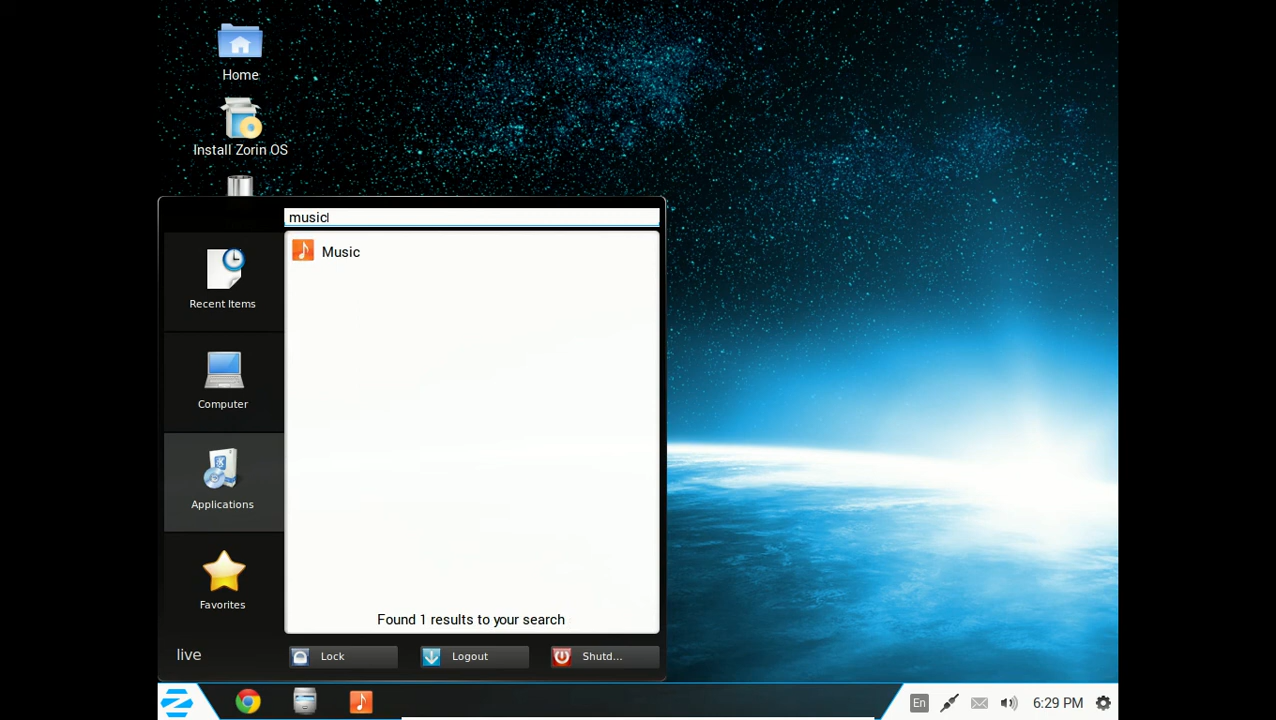 Home
Install Zorin OS
music
Music
Recent Items
Computer
Applications
Favorites
Found 1 results to your search
live
Lock
Logout
Shutd...
En
6:29 PM